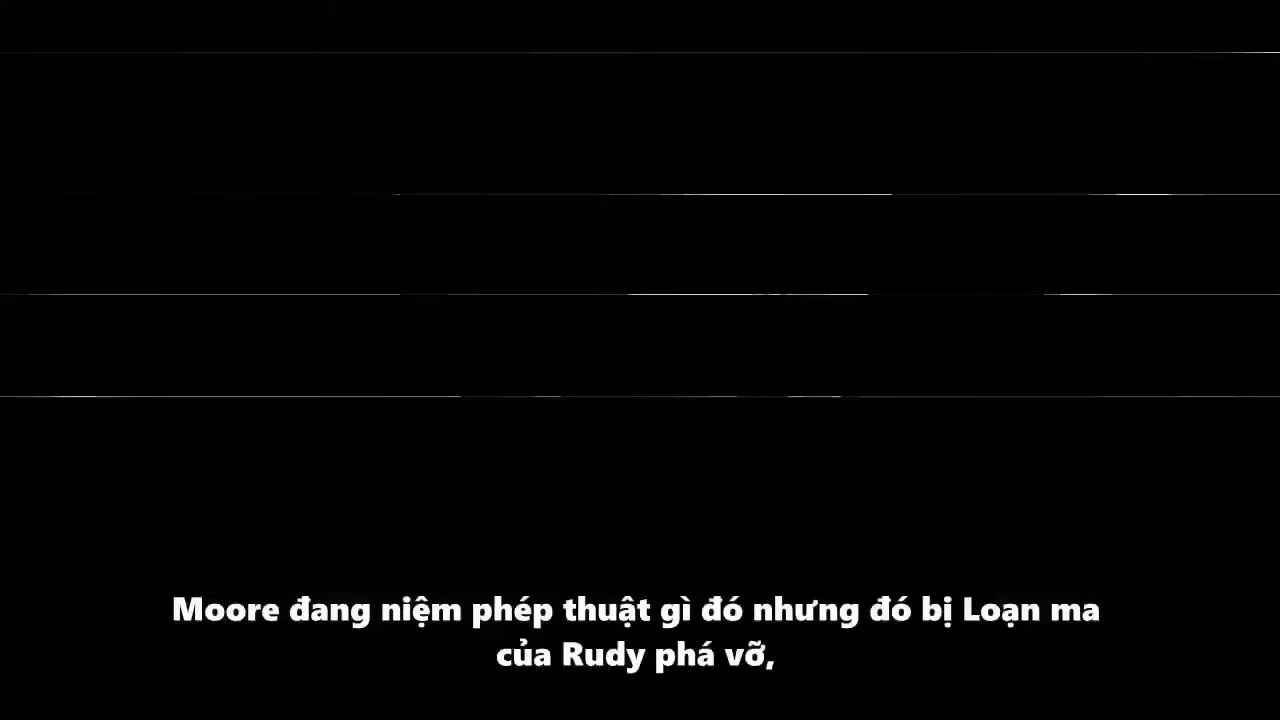 Moore đang niệm phép thuật gì đó nhưng đó bị Loạn ma
của Rudy phá vỡ,